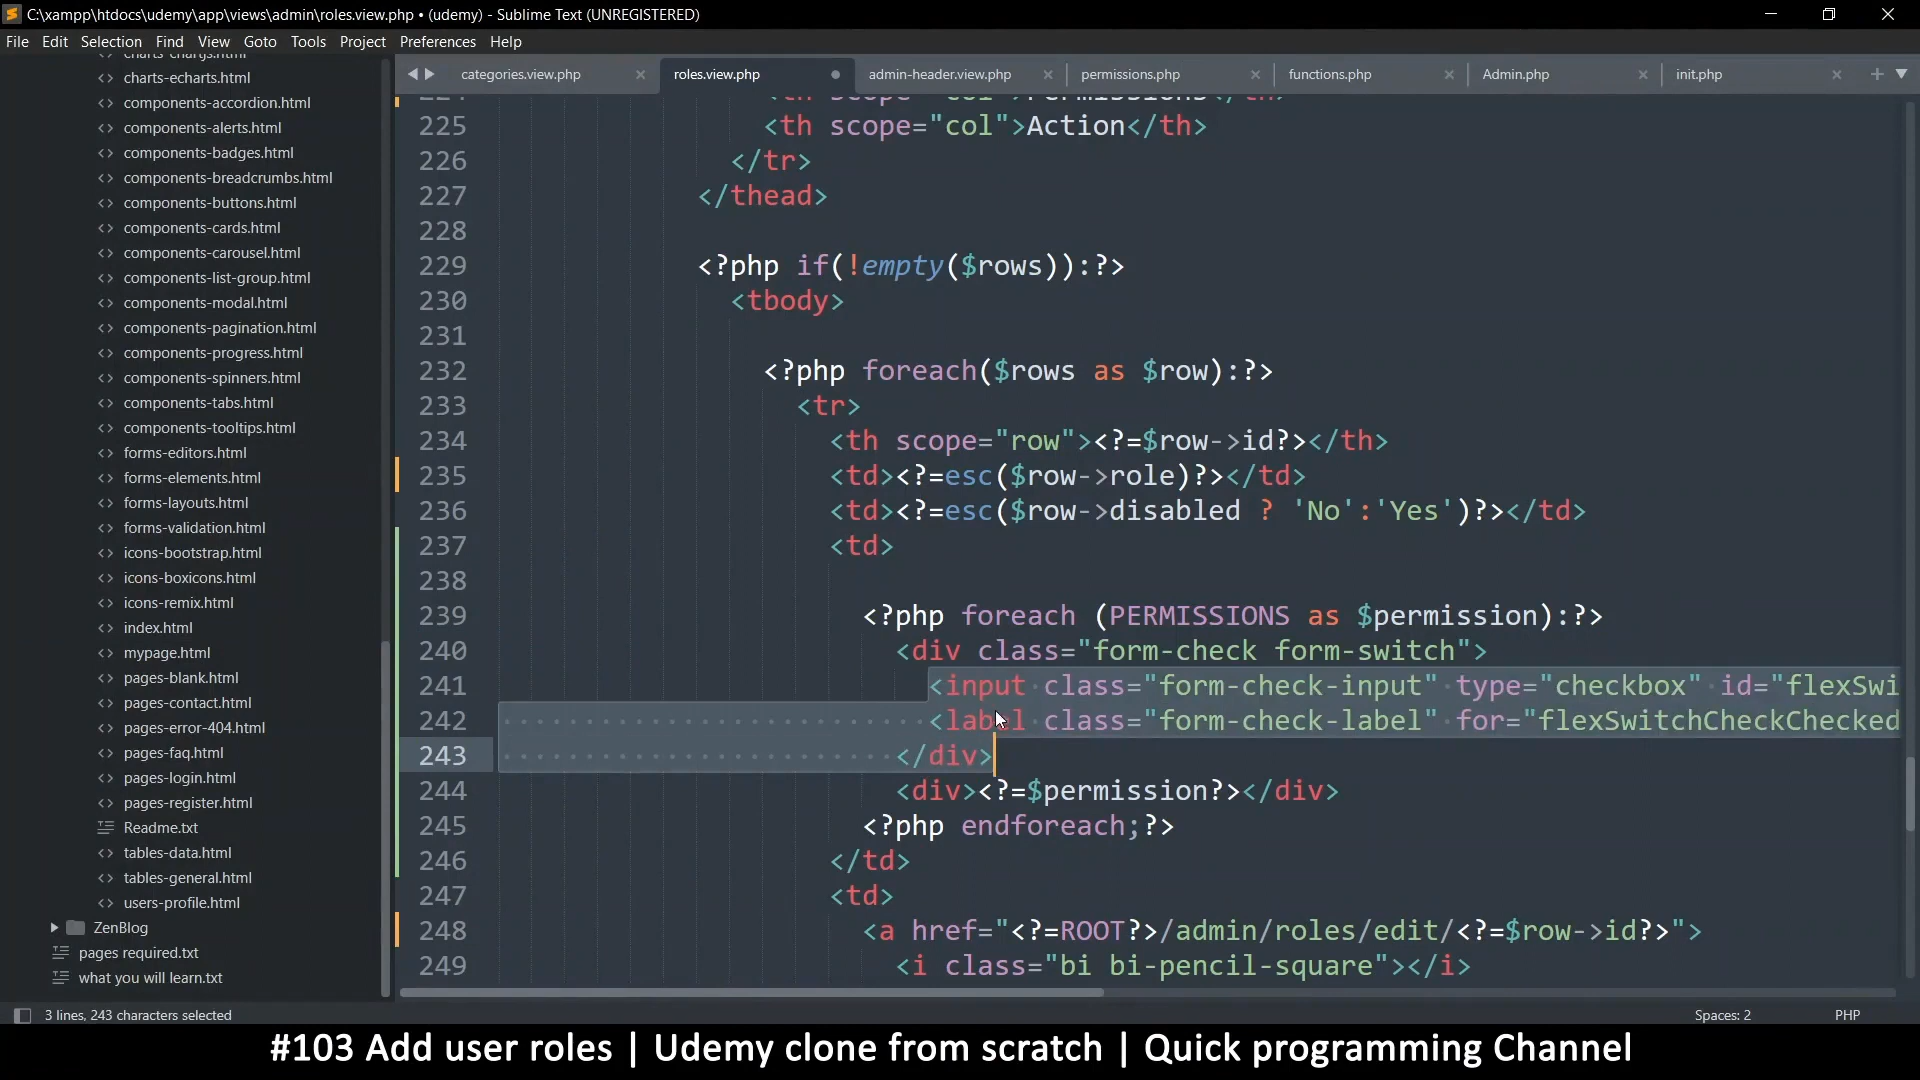 C:\xampp\htdocs\udemy\app\views\admin\roles.view.php • (udemy) - Sublime Text (UNREGISTERED)
File Edit Selection Find View Goto Tools Project Preferences Help
categories.view.php roles.view.php admin-header.view.php permissions.php functions.php Admin.php init.php
charts-chartjs.html
charts-echarts.html
components-accordion.html
components-alerts.html
components-badges.html
components-breadcrumbs.html
components-buttons.html
components-cards.html
components-carousel.html
components-list-group.html
components-modal.html
components-pagination.html
components-progress.html
components-spinners.html
components-tabs.html
components-tooltips.html
forms-editors.html
forms-elements.html
forms-layouts.html
forms-validation.html
icons-bootstrap.html
icons-boxicons.html
icons-remix.html
index.html
mypage.html
pages-blank.html
pages-contact.html
pages-error-404.html
pages-faq.html
pages-login.html
pages-register.html
Readme.txt
tables-data.html
tables-general.html
users-profile.html
ZenBlog
pages required.txt
what you will learn.txt
224 <th scope="col">Permissions</th>
225 <th scope="col">Action</th>
226 </tr>
227 </thead>
228
229 <?php if(!empty($rows)):?>
230 <tbody>
231
232 <?php foreach($rows as $row):?>
233 <tr>
234 <th scope="row"><?=$row->id?></th>
235 <td><?=esc($row->role)?></td>
236 <td><?=esc($row->disabled ? 'No':'Yes')?></td>
237 <td>
238
239 <?php foreach (PERMISSIONS as $permission):?>
240 <div class="form-check form-switch">
241 <input class="form-check-input" type="checkbox" id="flexSwi
242 <label class="form-check-label" for="flexSwitchCheckChecked
243 </div>
244 <div><?=$permission?></div>
245 <?php endforeach;?>
246 </td>
247 <td>
248 <a href="<?=ROOT?>/admin/roles/edit/<?=$row->id?>">
249 <i class="bi bi-pencil-square"></i>
3 lines, 243 characters selected Spaces: 2 PHP
#103 Add user roles | Udemy clone from scratch | Quick programming Channel